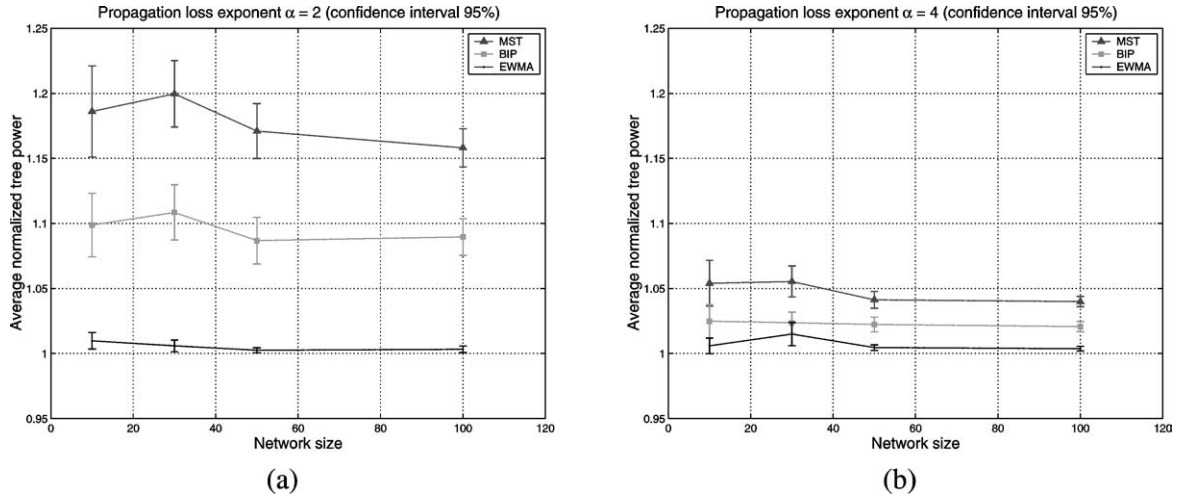 Propagation loss exponent α = 2 (confidence interval 95%)
1.25
1.2
1.15
1.1
1.05
1
0.95
Average normalized tree power
MST
BIP
EWMA
0
20
40
60
80
100
120
Network size
(a)
Propagation loss exponent α = 4 (confidence interval 95%)
1.25
1.2
1.15
1.1
1.05
1
0.95
Average normalized tree power
MST
BIP
EWMA
0
20
40
60
80
100
120
Network size
(b)